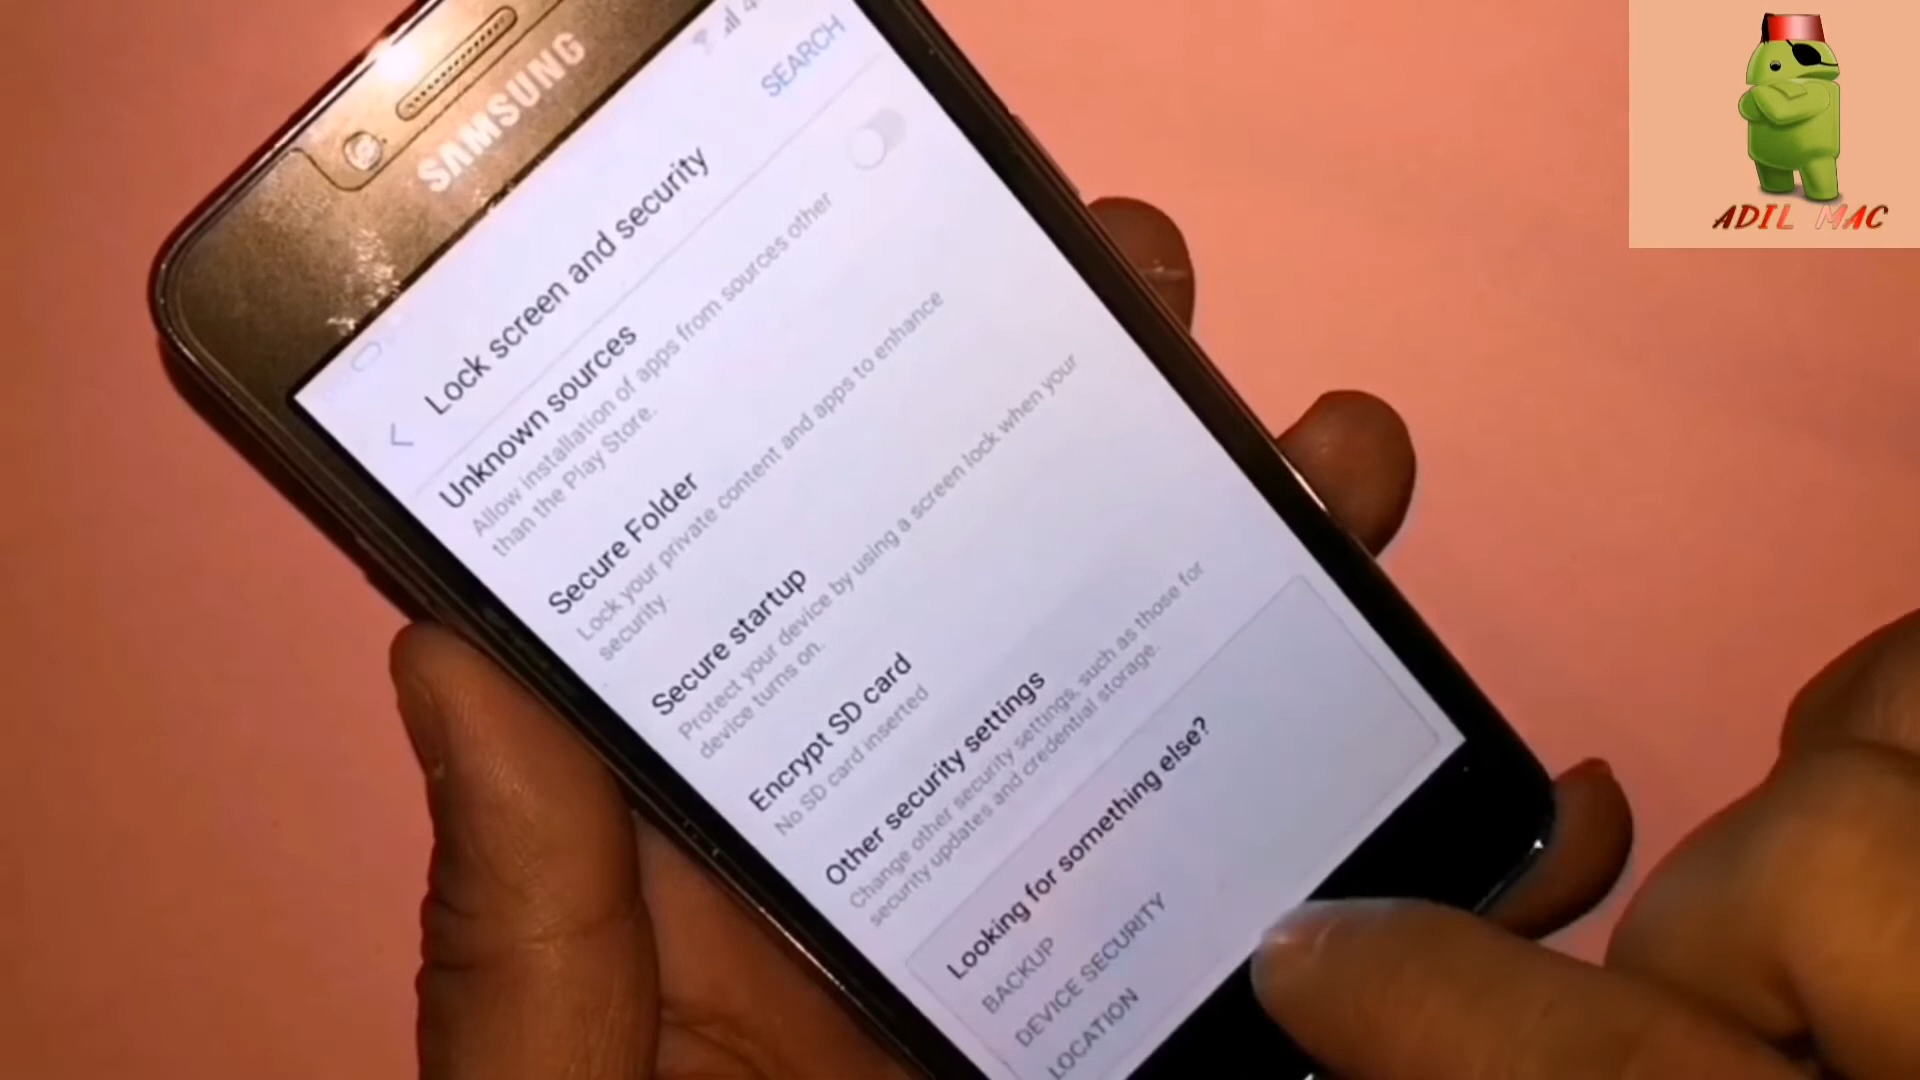 SAMSUNG
SEARCH
Lock screen and security
Unknown sources
Allow installation of apps from sources other
than the Play Store.
Secure Folder
Lock your private content and apps to enhance
security.
Secure startup
Protect your device by using a screen lock when your
device turns on.
Encrypt SD card
No SD card inserted
Other security settings
Change other security settings, such as those for
security updates and credential storage.
Looking for something else?
BACKUP
DEVICE SECURITY
LOCATION
ADIL MAC